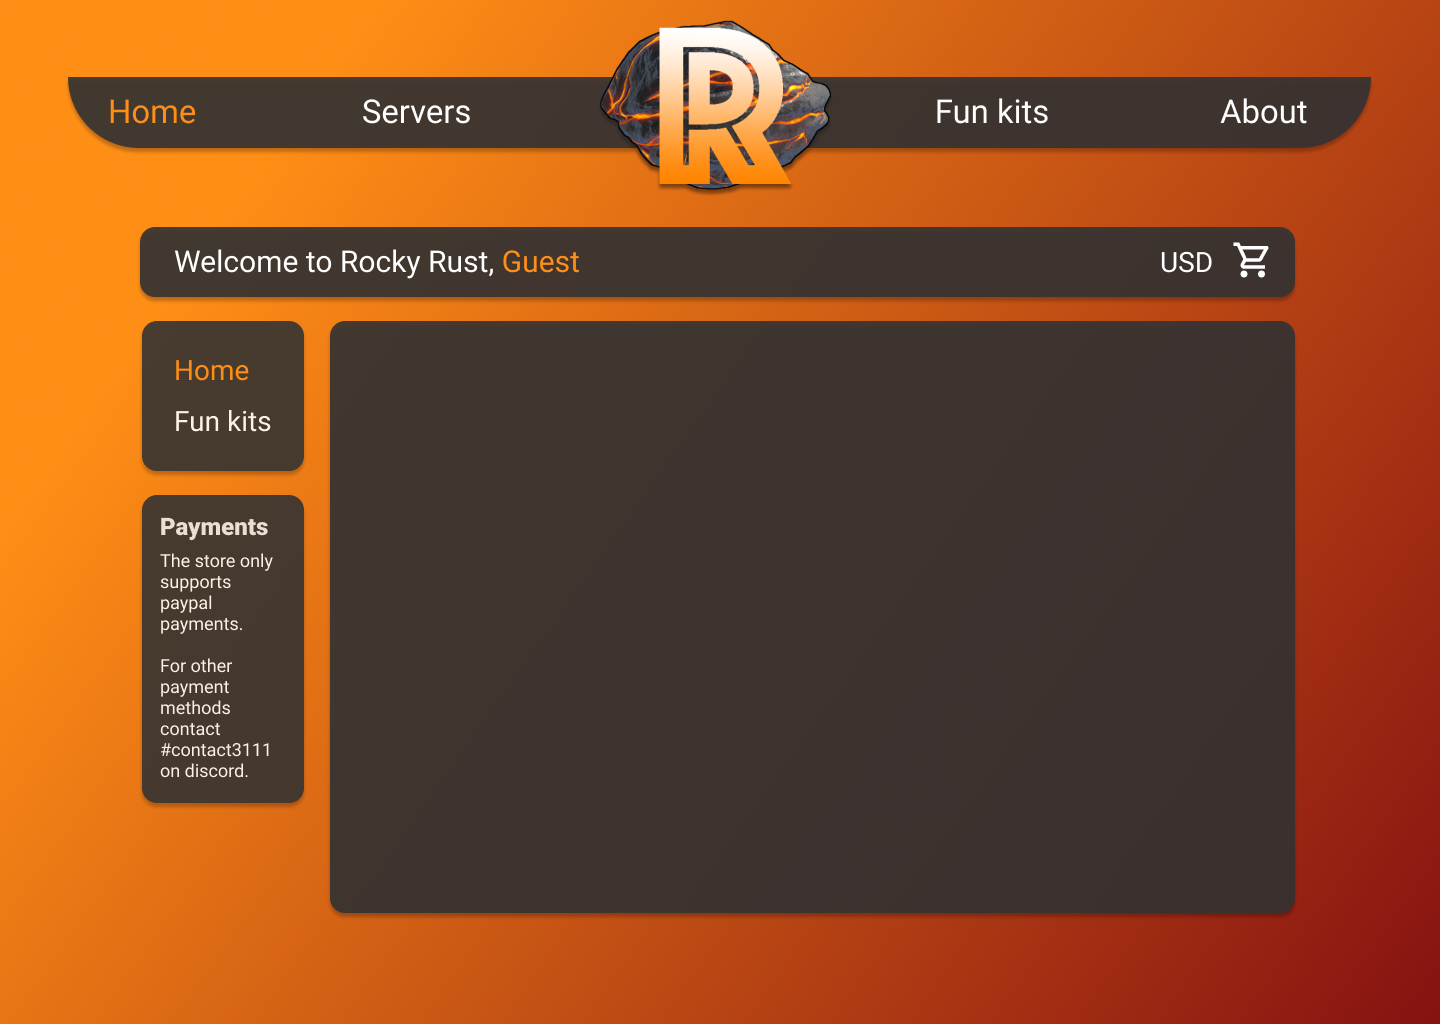 Home
Servers
R
Fun kits
About
Welcome to Rocky Rust, Guest
USD
Home
Fun kits
Payments
The store only
supports
paypal
payments.
For other
payment
methods
contact
#contact3111
on discord.